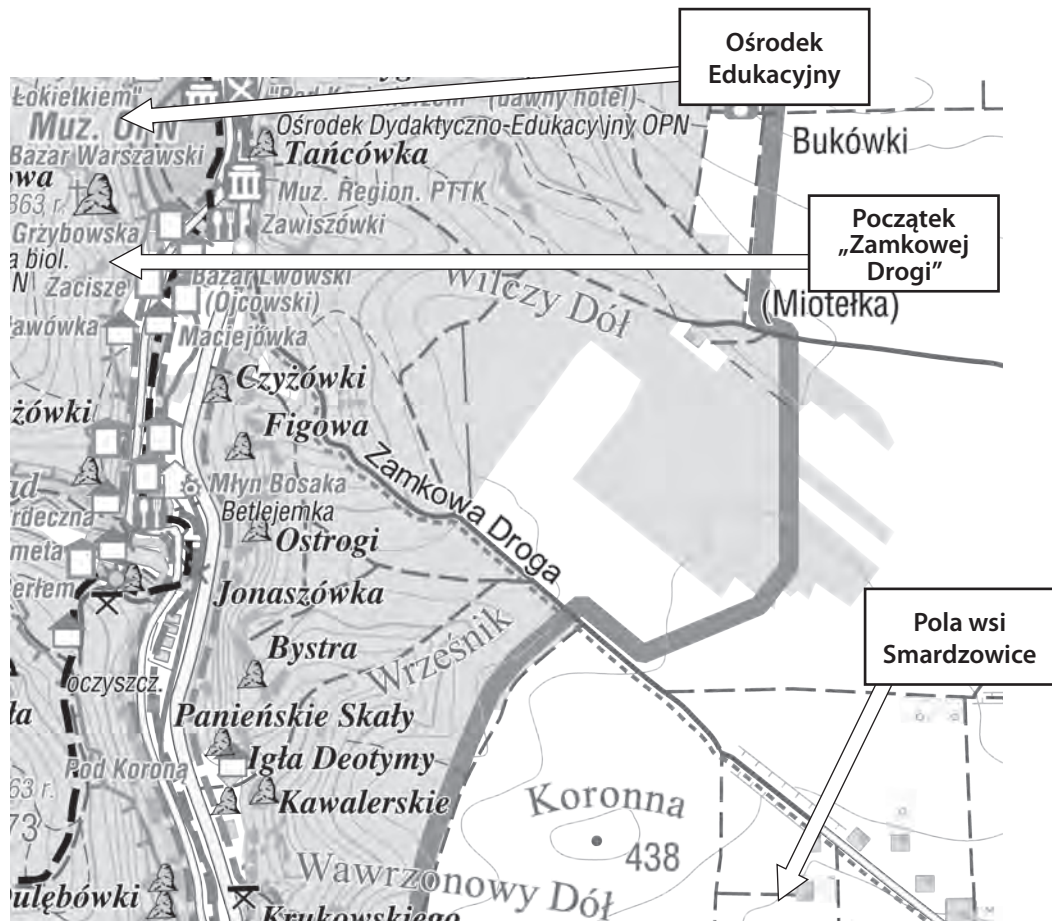 Ośrodek
Edukacyjny
Łokietkiem"
(dawny hotel)
Muz. OPN
Ośrodek Dydaktyczno-Edukacyjny OPN
Bukówki
Bazar Warszawski
Tańcówka
863 r.
Muz. Region. PTTK
Grzybowska
Zawiszówki
Początek
„Zamkowej
Drogi”
a biol.
Zacisze
Bazar Lwowski
(Ojcowski)
Wilczy Dół
(Miotełka)
Maciejówka
Czyżówki
Figowa
Zamkowa Droga
Młyn Bosaka
Betlejemka
Ostrogi
Jonaszówka
Wrześnik
Bystra
Pola wsi
Smardzowice
oczyszcz.
Panieńskie Skały
Pod Koroną
Igła Deotymy
63 r.
73
Kawalerskie
Koronna
438
Wawrzonowy Dół
Krukowskiego